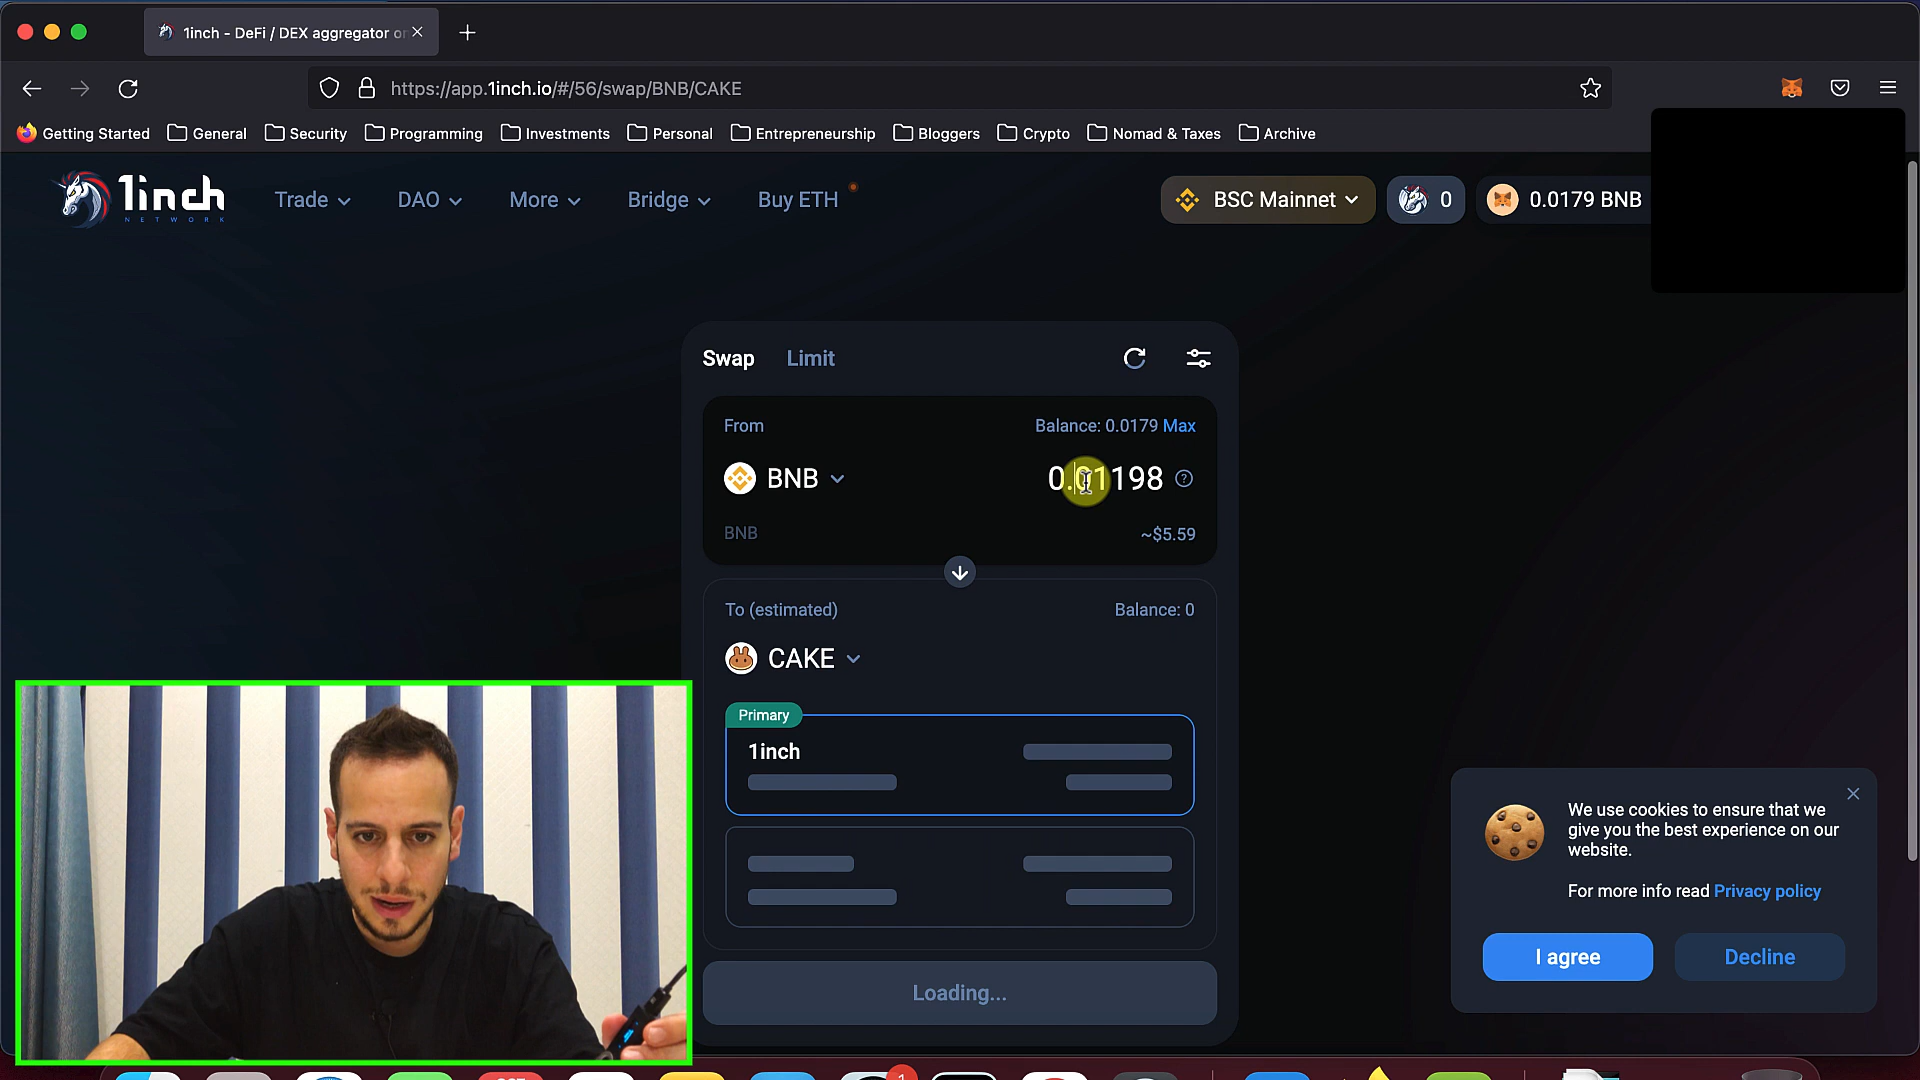 1inch - DeFi / DEX aggregator on
https://app.1inch.io/#/56/swap/BNB/CAKE
Getting Started General Security Programming Investments Personal Entrepreneurship Bloggers Crypto Nomad & Taxes Archive
1inch
NETWORK
Trade DAO More Bridge Buy ETH BSC Mainnet 0 0.0179 BNB
Swap Limit
From Balance: 0.0179 Max
BNB 0.01198
BNB ~$5.59
To (estimated) Balance: 0
CAKE
Primary
1inch
Loading...
We use cookies to ensure that we
give you the best experience on our
website.
For more info read Privacy policy
I agree Decline
1